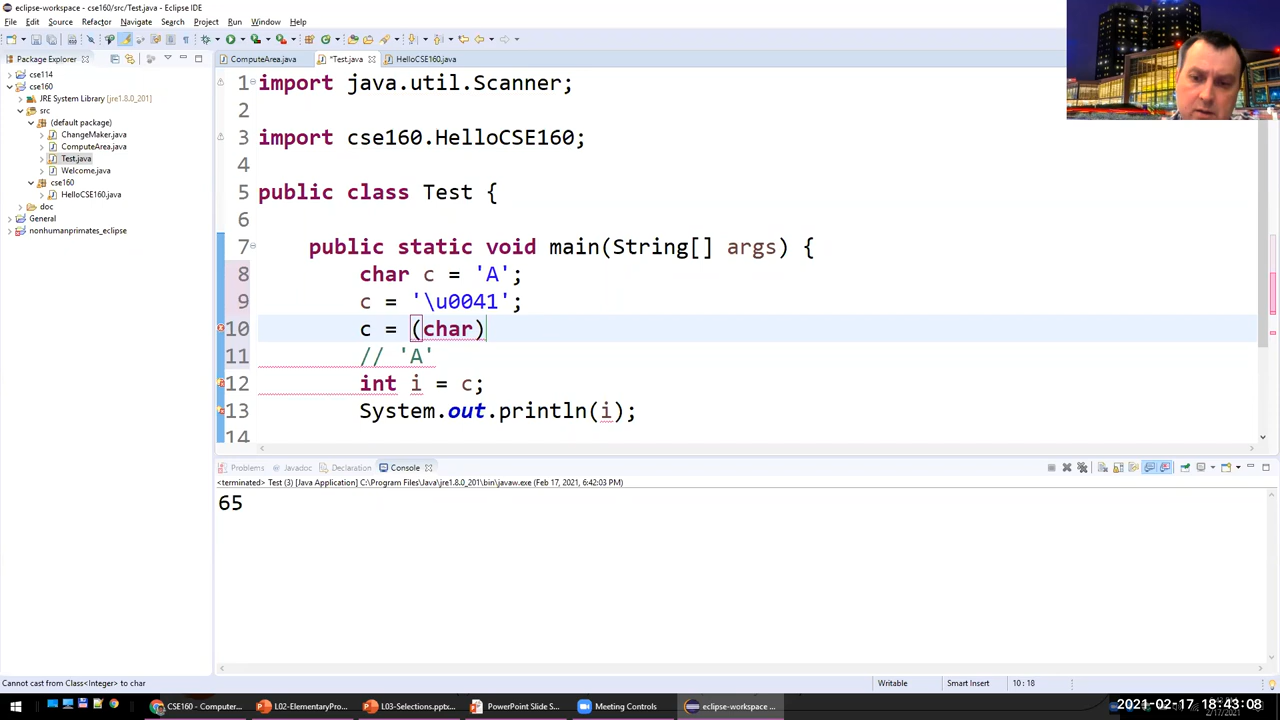 eclipse-workspace - cse160/src/Test.java - Eclipse IDE
File Edit Source Refactor Navigate Search Project Run Window Help
Package Explorer
ComputeArea.java
*Test.java
HelloCSE160.java
cse114
cse160
JRE System Library [jre1.8.0_201]
src
(default package)
ChangeMaker.java
ComputeArea.java
Test.java
Welcome.java
cse160
HelloCSE160.java
doc
General
nonhumanprimates_eclipse
1 import java.util.Scanner;
2
3 import cse160.HelloCSE160;
4
5 public class Test {
6
7 public static void main(String[] args) {
8 char c = 'A';
9 c = '\u0041';
10 c = (char)
11 // 'A'
12 int i = c;
13 System.out.println(i);
14
Problems Javadoc Declaration Console
<terminated> Test (3) [Java Application] C:\Program Files\Java\jre1.8.0_201\bin\javaw.exe (Feb 17, 2021, 6:42:03 PM)
65
Cannot cast from Class<Integer> to char
Writable
Smart Insert
10 : 18
CSE160 - Computer...
L02-ElementaryPro...
L03-Selections.pptx...
PowerPoint Slide S...
Meeting Controls
eclipse-workspace ...
2021-02-17 18:43:08